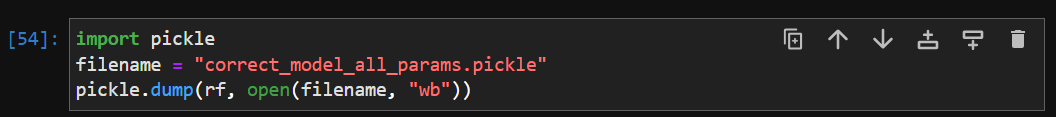 [54]:
import pickle
filename = "correct_model_all_params.pickle"
pickle.dump(rf, open(filename, "wb"))